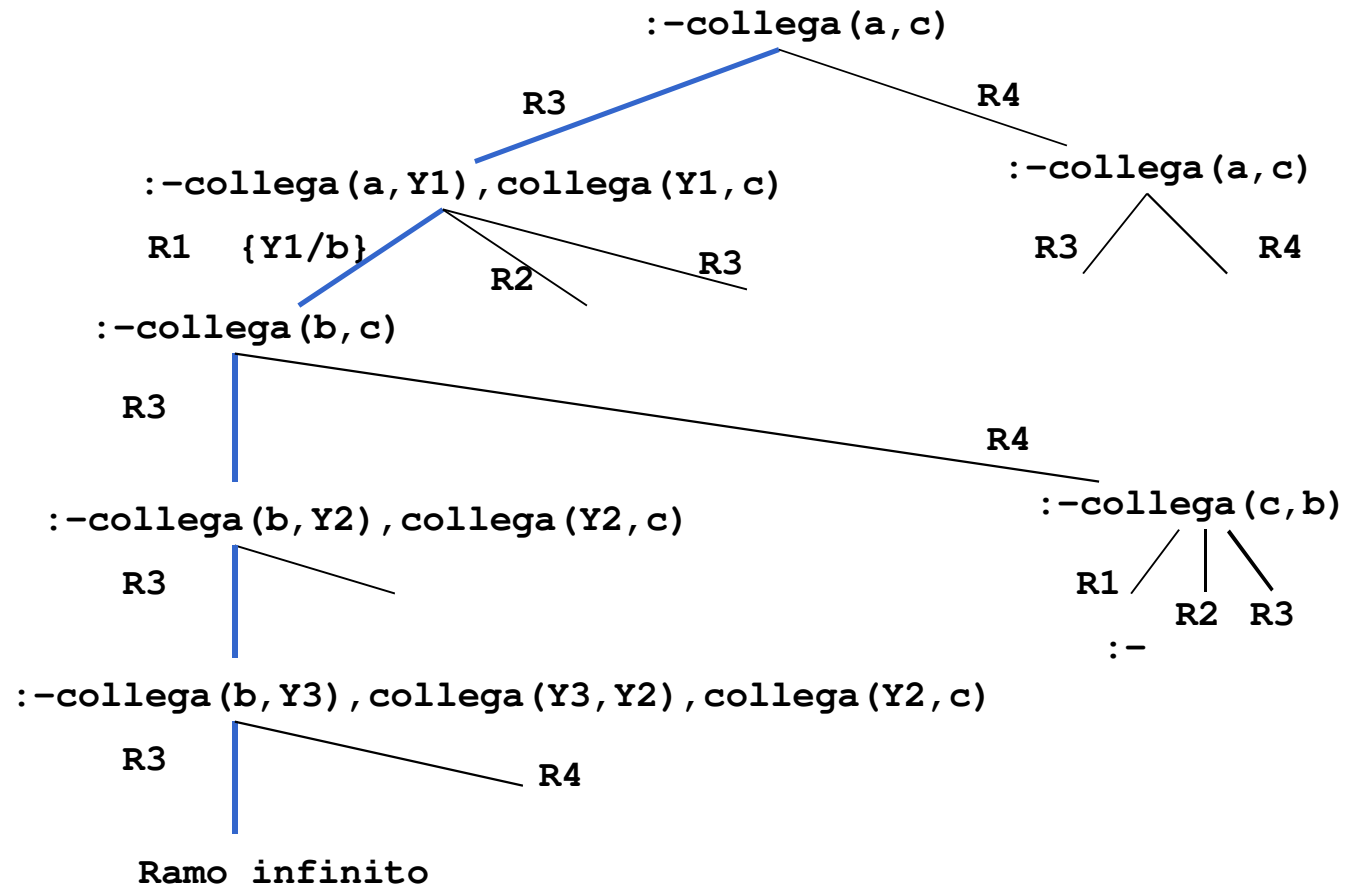 :-collega(a,c)
R3
R4
:-collega(a,Y1),collega(Y1,c)
:-collega(a,c)
R1 {Y1/b}
R2
R3
R3
R4
:-collega(b,c)
R3
R4
:-collega(b,Y2),collega(Y2,c)
:-collega(c,b)
R3
R1
R2
R3
:-
:-collega(b,Y3),collega(Y3,Y2),collega(Y2,c)
R3
R4
Ramo infinito